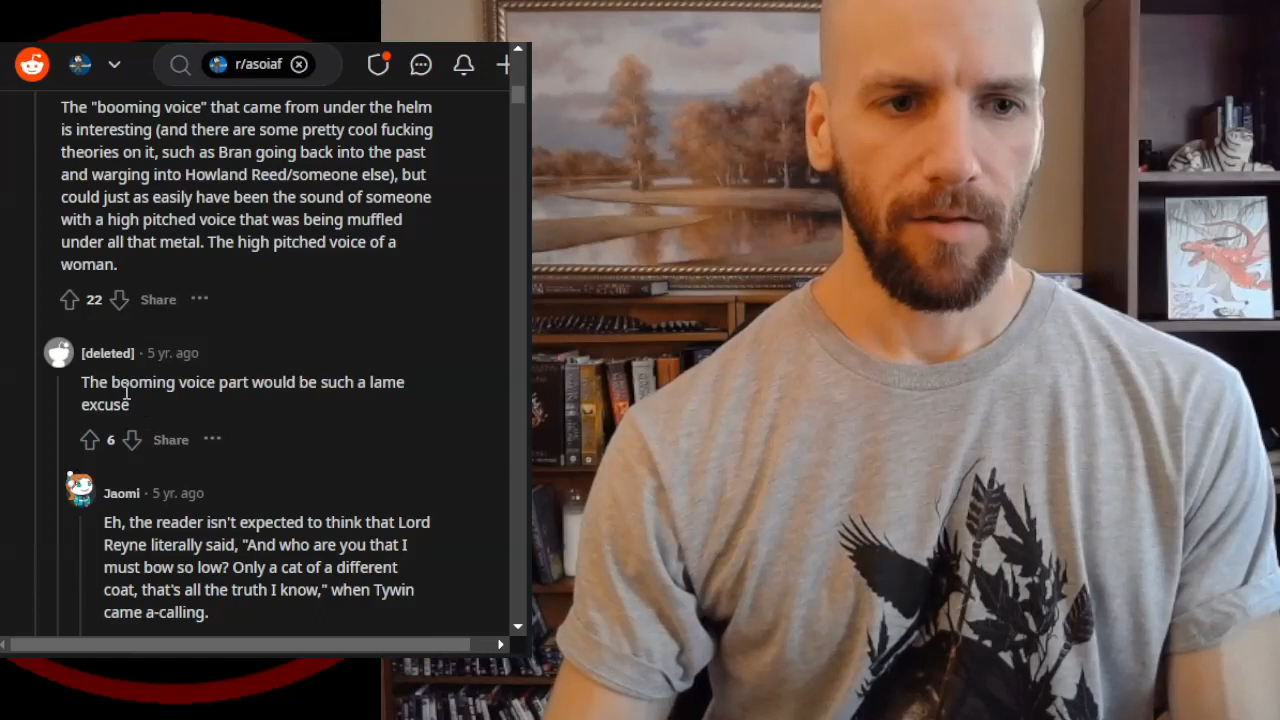 r/asoiaf
The "booming voice" that came from under the helm
is interesting (and there are some pretty cool fucking
theories on it, such as Bran going back into the past
and warging into Howland Reed/someone else), but
could just as easily have been the sound of someone
with a high pitched voice that was being muffled
under all that metal. The high pitched voice of a
woman.
22 Share
[deleted] · 5 yr. ago
The booming voice part would be such a lame
excuse
6 Share
Jaomi · 5 yr. ago
Eh, the reader isn't expected to think that Lord
Reyne literally said, "And who are you that I
must bow so low? Only a cat of a different
coat, that's all the truth I know," when Tywin
came a-calling.